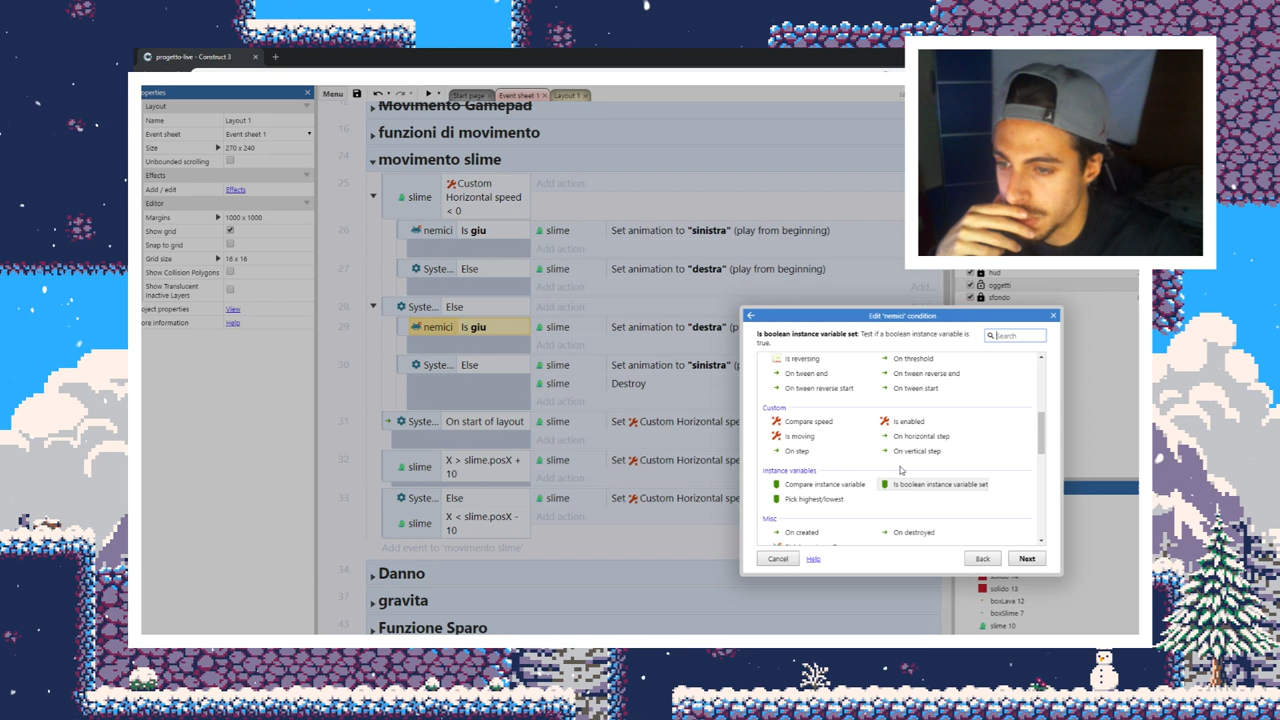 progetto-live - Construct 3
operties
Layout
Name Layout 1
Event sheet Event sheet 1
Size 270 x 240
Unbounded scrolling
Effects
Add / edit Effects
Editor
Margins 1000 x 1000
Show grid
Snap to grid
Grid size 16 x 16
Show Collision Polygons
Show Translucent
Inactive Layers
oject properties View
ore information Help
Menu
Start page
Event sheet 1
Layout 1
Movimento Gamepad
16 funzioni di movimento
24 movimento slime
25 slime Custom Add action
Horizontal speed
< 0
26 nemici Is giu slime Set animation to "sinistra" (play from beginning)
Add action
27 Syste... Else slime Set animation to "destra" (play from beginning)
Add action Add...
28 Syste... Else Add action
29 nemici Is giu slime Set animation to "destra" (p
Add action
30 Syste... Else slime Set animation to "sinistra" (
slime Destroy
Add action
31 Syste... On start of layout slime Set Custom Horizontal spe
Add action
32 slime X > slime.posX + slime Set Custom Horizontal spe
10 Add action
33 Syste... Else slime Set Custom Horizontal spe
slime X < slime.posX - Add action
10
Add event to 'movimento slime'
34 Danno
37 gravita
43 Funzione Sparo
Edit 'nemico' condition
Is boolean instance variable set: Test if a boolean instance variable is
true.
Search
Is reversing On threshold
On tween end On tween reverse end
On tween reverse start On tween start
Custom
Compare speed Is enabled
Is moving On horizontal step
On step On vertical step
Instance variables
Compare instance variable Is boolean instance variable set
Pick highest/lowest
Misc
On created On destroyed
Cancel Help Back Next
hud
oggetti
sfondo
solido 13
boxLava 12
boxSlime 7
slime 10